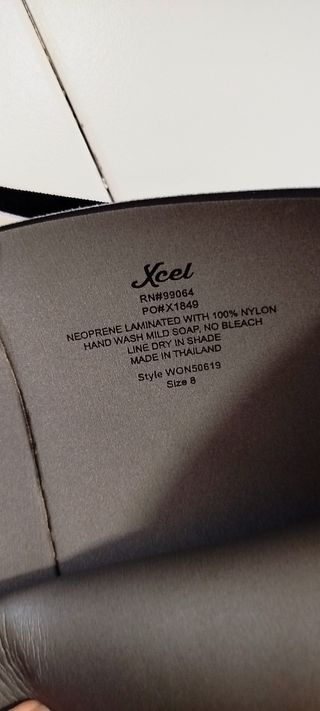 Xcel
RN#99064
PO#X1849
NEOPRENE LAMINATED WITH 100% NYLON
HAND WASH MILD SOAP, NO BLEACH
LINE DRY IN SHADE
MADE IN THAILAND
Style WON50619
Size 8